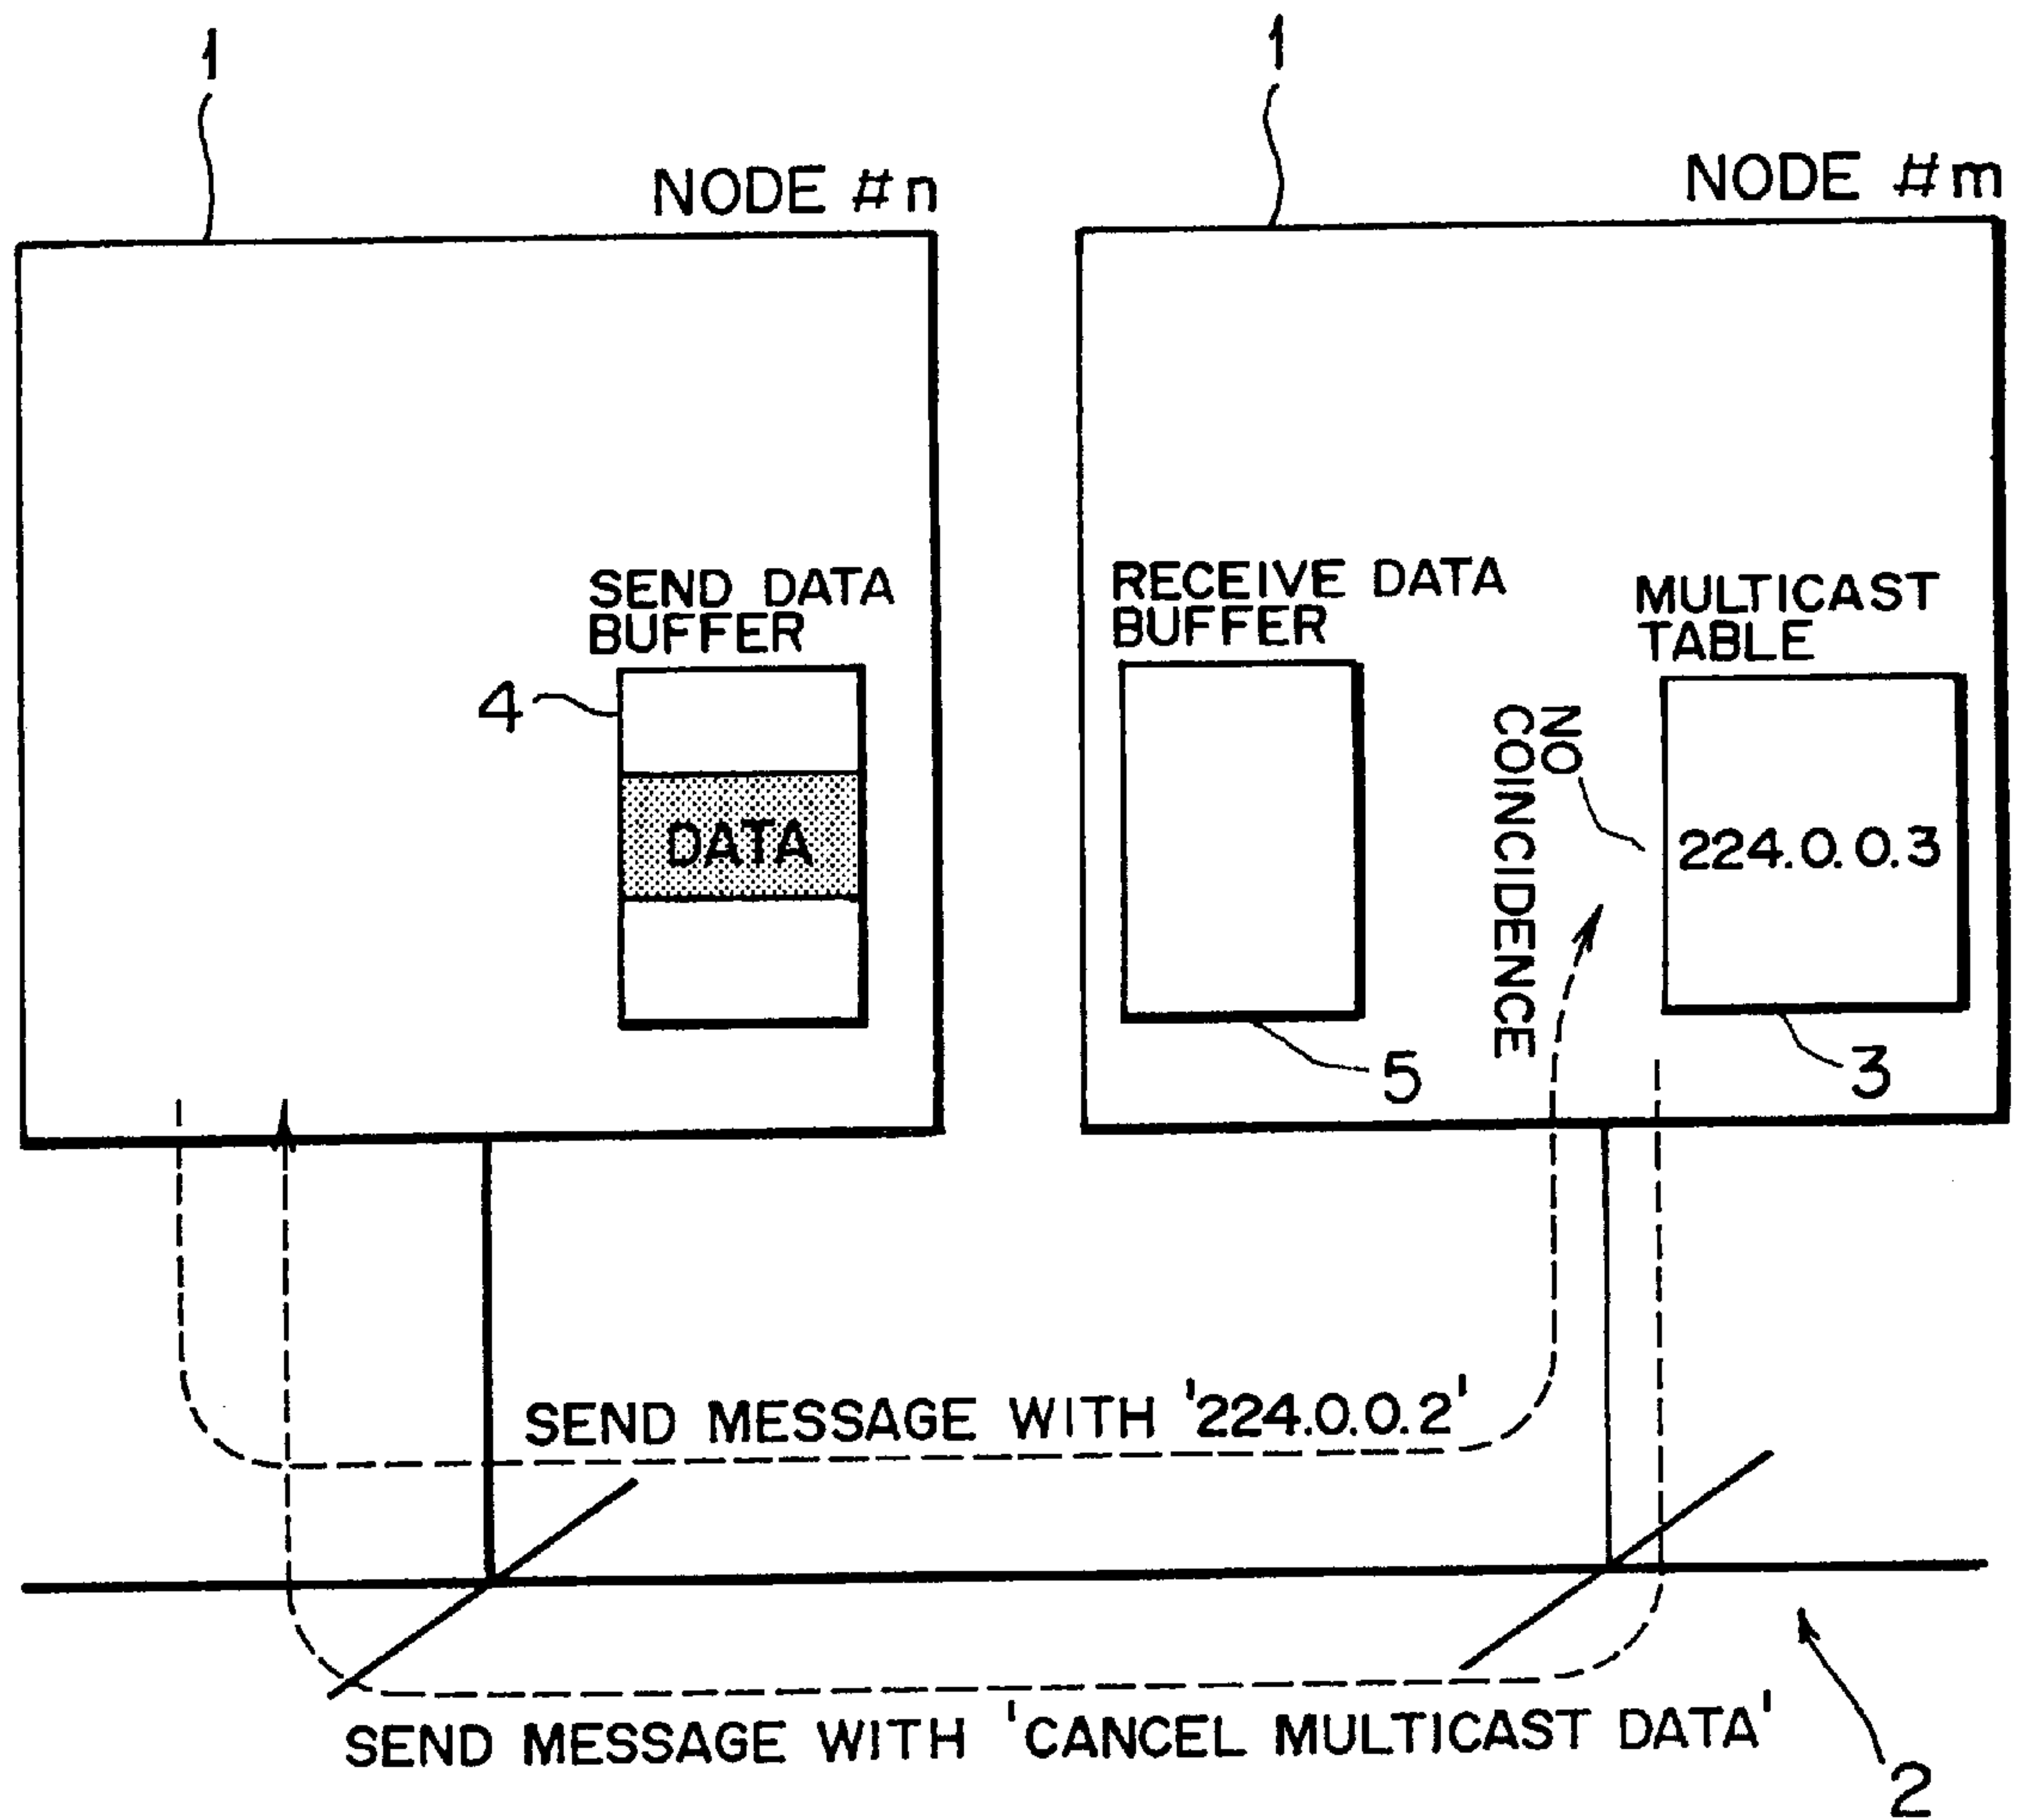 1
1
NODE #n
NODE #m
SEND DATA
BUFFER
4
DATA
RECEIVE DATA
BUFFER
5
NO
COINCIDENCE
MULTICAST
TABLE
224.0.0.3
3
SEND MESSAGE WITH '224.0.0.2'
SEND MESSAGE WITH 'CANCEL MULTICAST DATA'
2